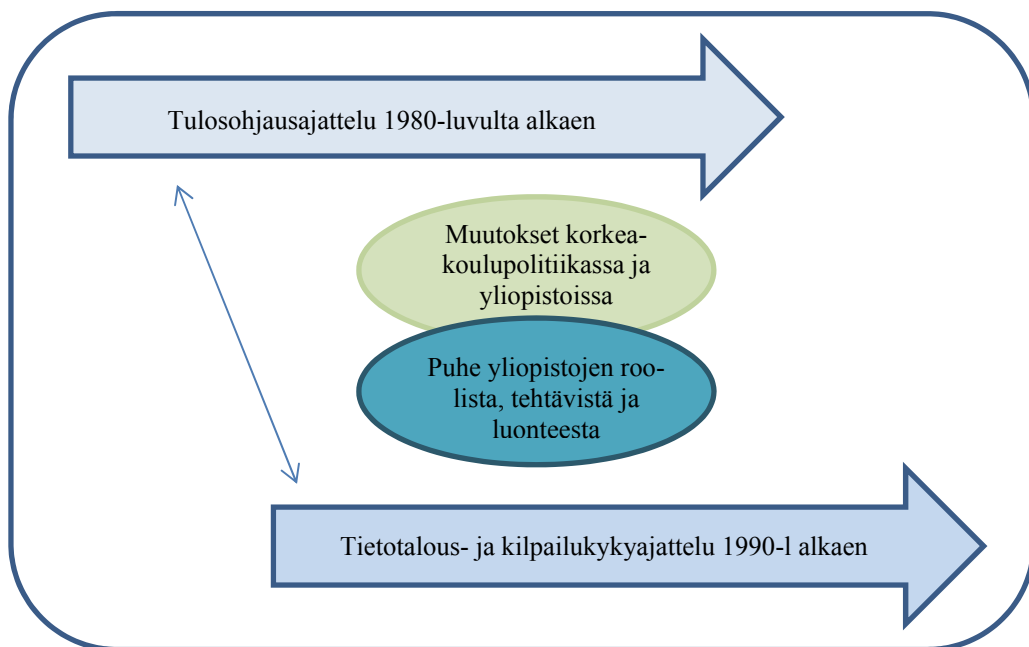 Tulosohjausajattelu 1980-luvulta alkaen
Muutokset korkea-
koulupolitiikassa ja
yliopistoissa
Puhe yliopistojen roo-
lista, tehtävistä ja
luonteesta
Tietotalous- ja kilpailukykyajattelu 1990-l alkaen